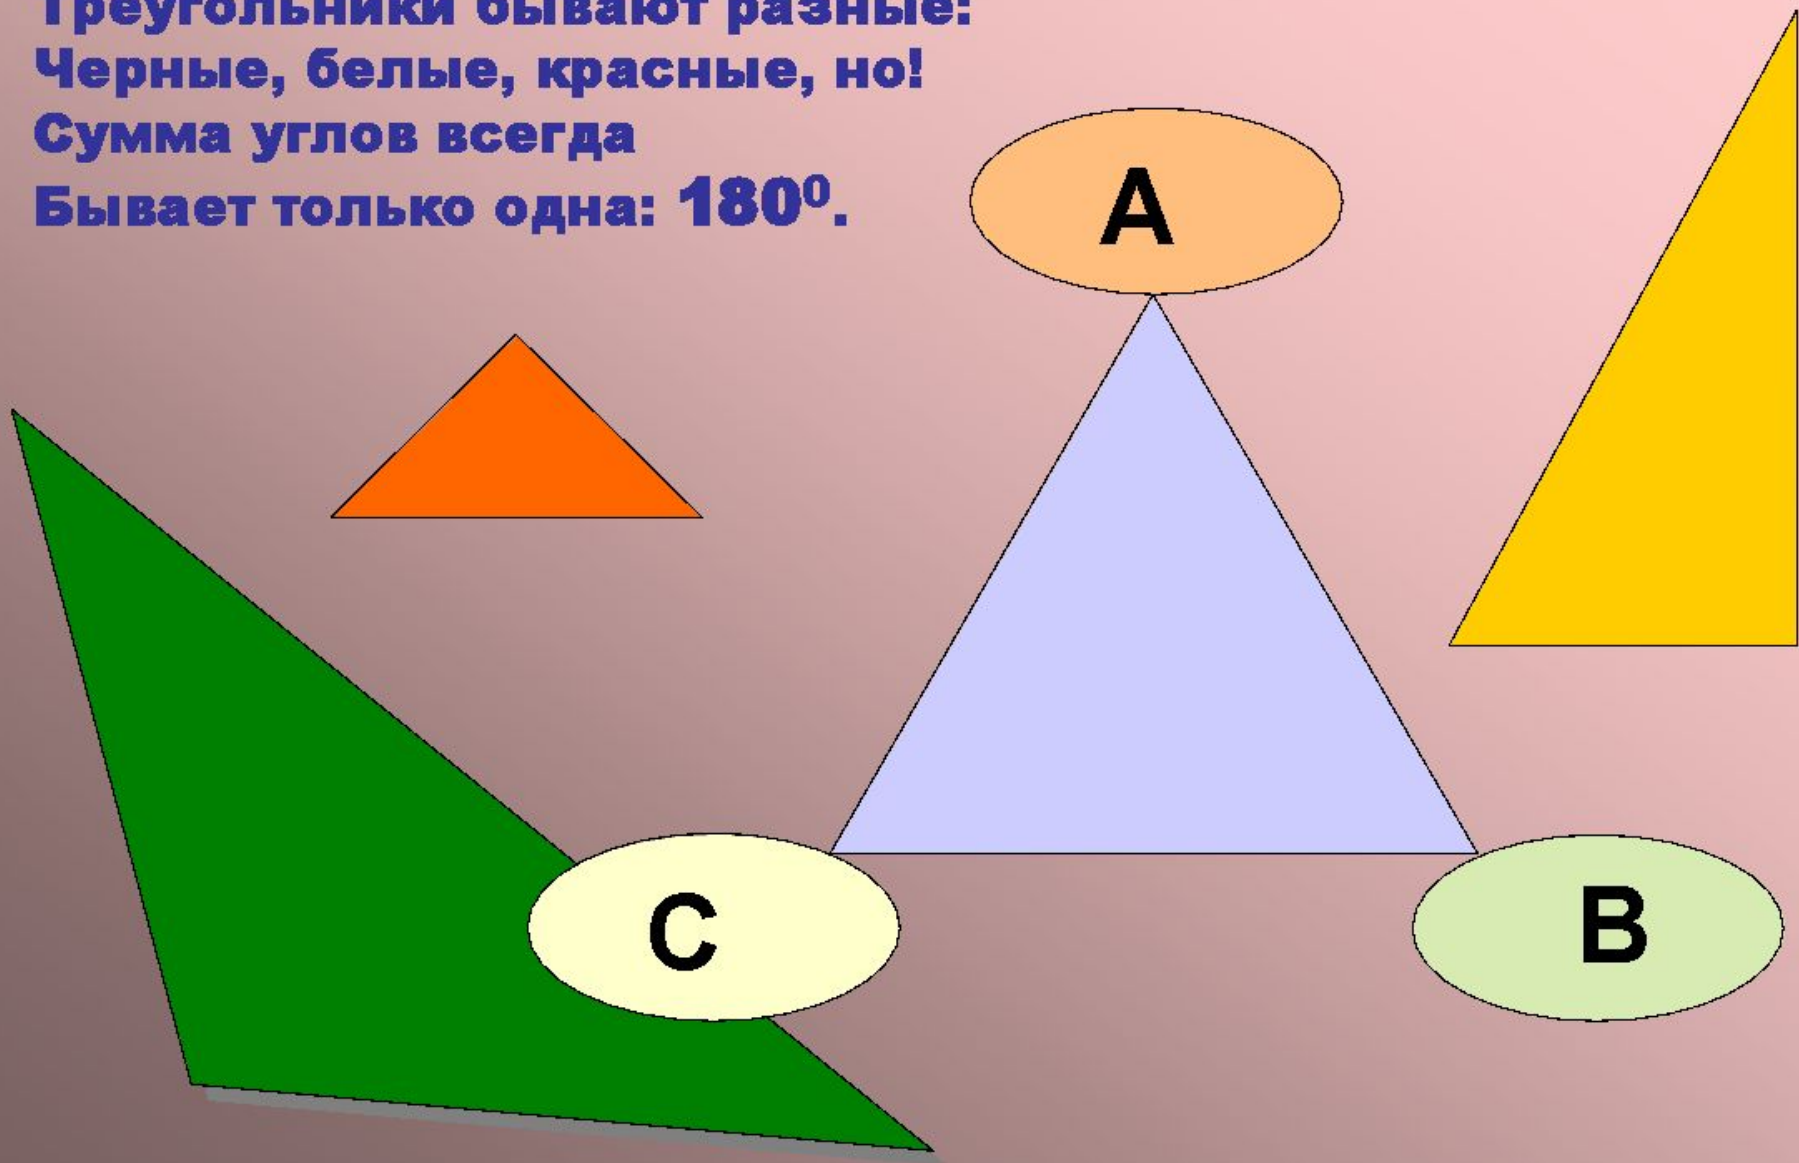 Треугольники бывают разные:
Черные, белые, красные, но!
Сумма углов всегда
Бывает только одна: 180⁰.
A
C
B